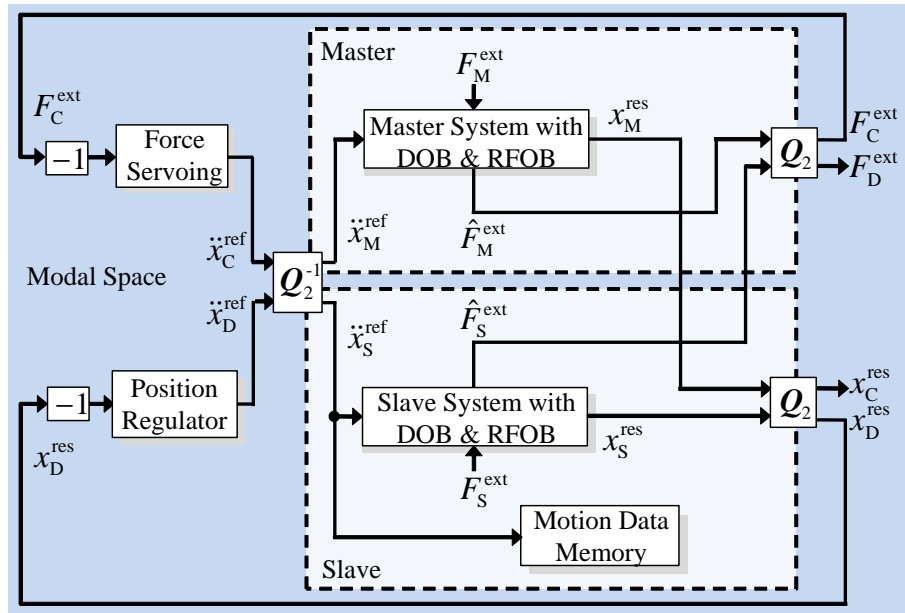 Master
F_M^ext
F_C^ext
−1
Force
Servoing
Master System with
DOB & RFOB
x_M^res
Q_2
F_C^ext
F_D^ext
ẍ_C^ref
ẍ_M^ref
F̂_M^ext
Modal Space
Q_2^-1
ẍ_D^ref
ẍ_S^ref
F̂_S^ext
−1
Position
Regulator
Slave System with
DOB & RFOB
x_S^res
Q_2
x_C^res
x_D^res
x_D^res
F_S^ext
Motion Data
Memory
Slave